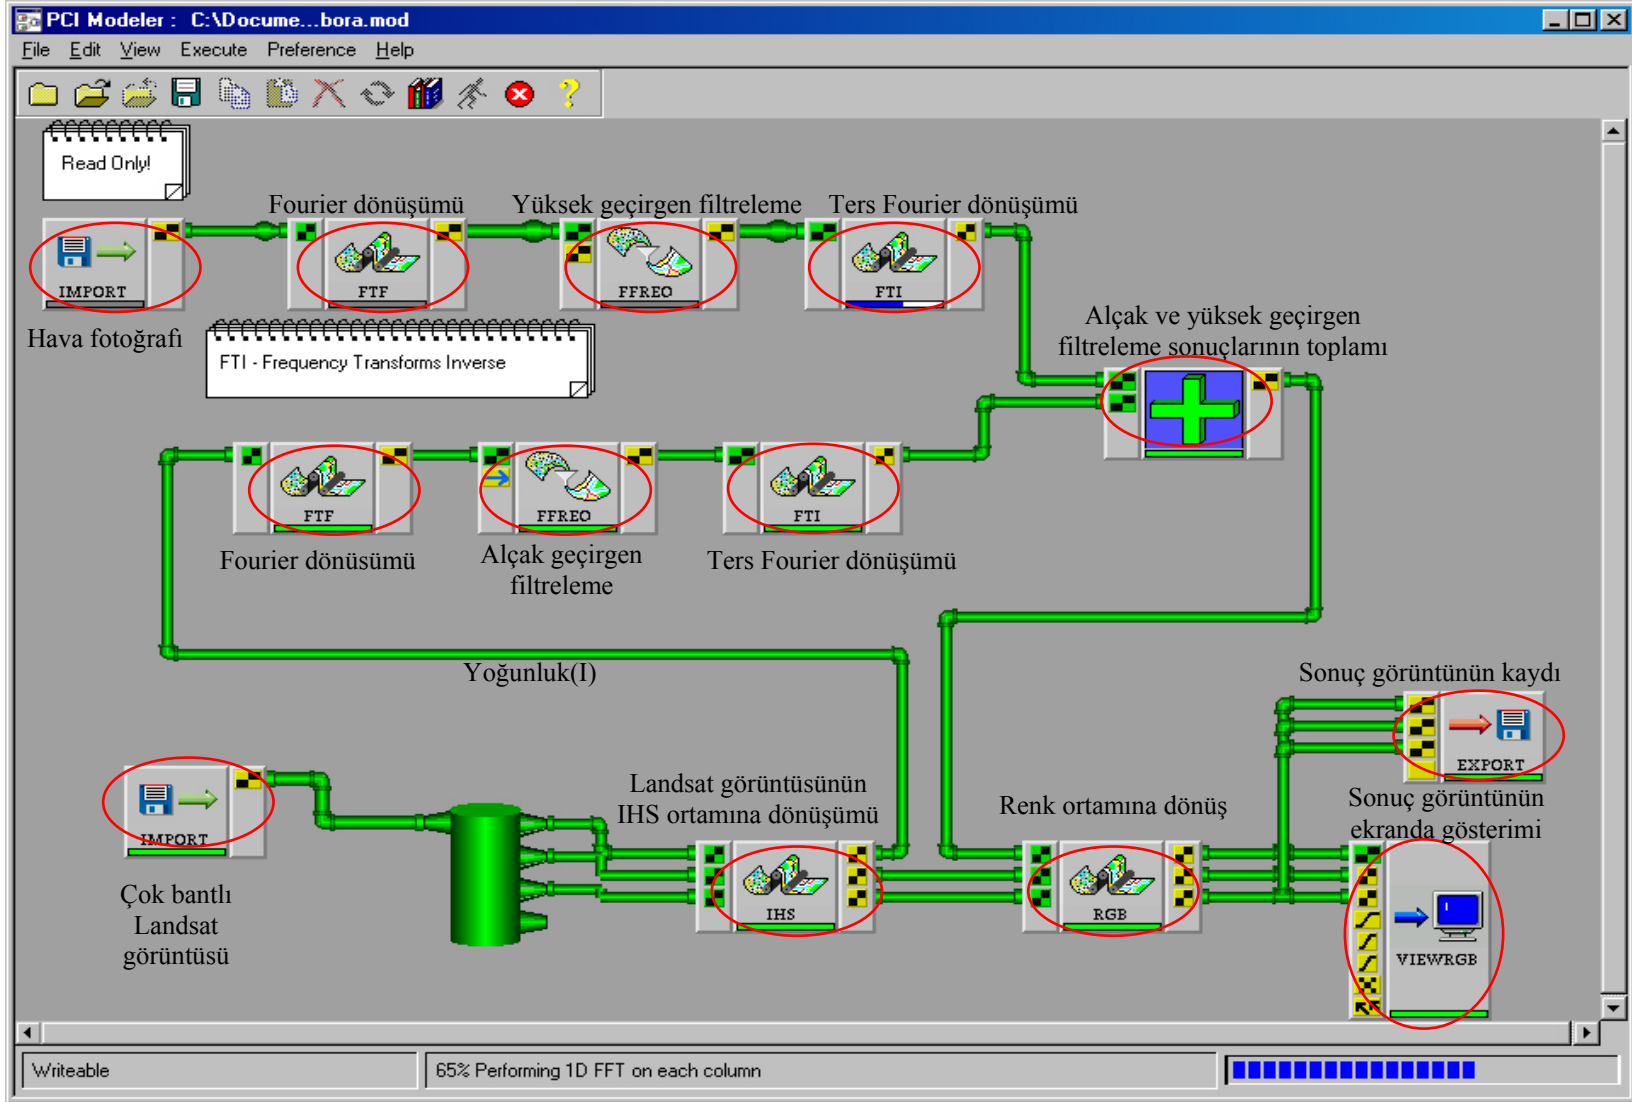 PCI Modeler : C:\Docume...bora.mod
File Edit View Execute Preference Help
Read Only!
Fourier dönüşümü
Yüksek geçirgen filtreleme
Ters Fourier dönüşümü
IMPORT
FTF
FFREQ
FTI
Hava fotoğrafı
FTI - Frequency Transforms Inverse
Alçak ve yüksek geçirgen
filtreleme sonuçlarının toplamı
FTF
FFREQ
FTI
Fourier dönüsümü
Alçak geçirgen
filtreleme
Ters Fourier dönüşümü
Yoğunluk(I)
Sonuç görüntünün kaydı
EXPORT
Landsat görüntüsünün
IHS ortamına dönüşümü
Renk ortamına dönüş
Sonuç görüntünün
ekranda gösterimi
IMPORT
Çok bantlı
Landsat
görüntüsü
IHS
RGB
VIEWRGB
Writeable
65% Performing 1D FFT on each column